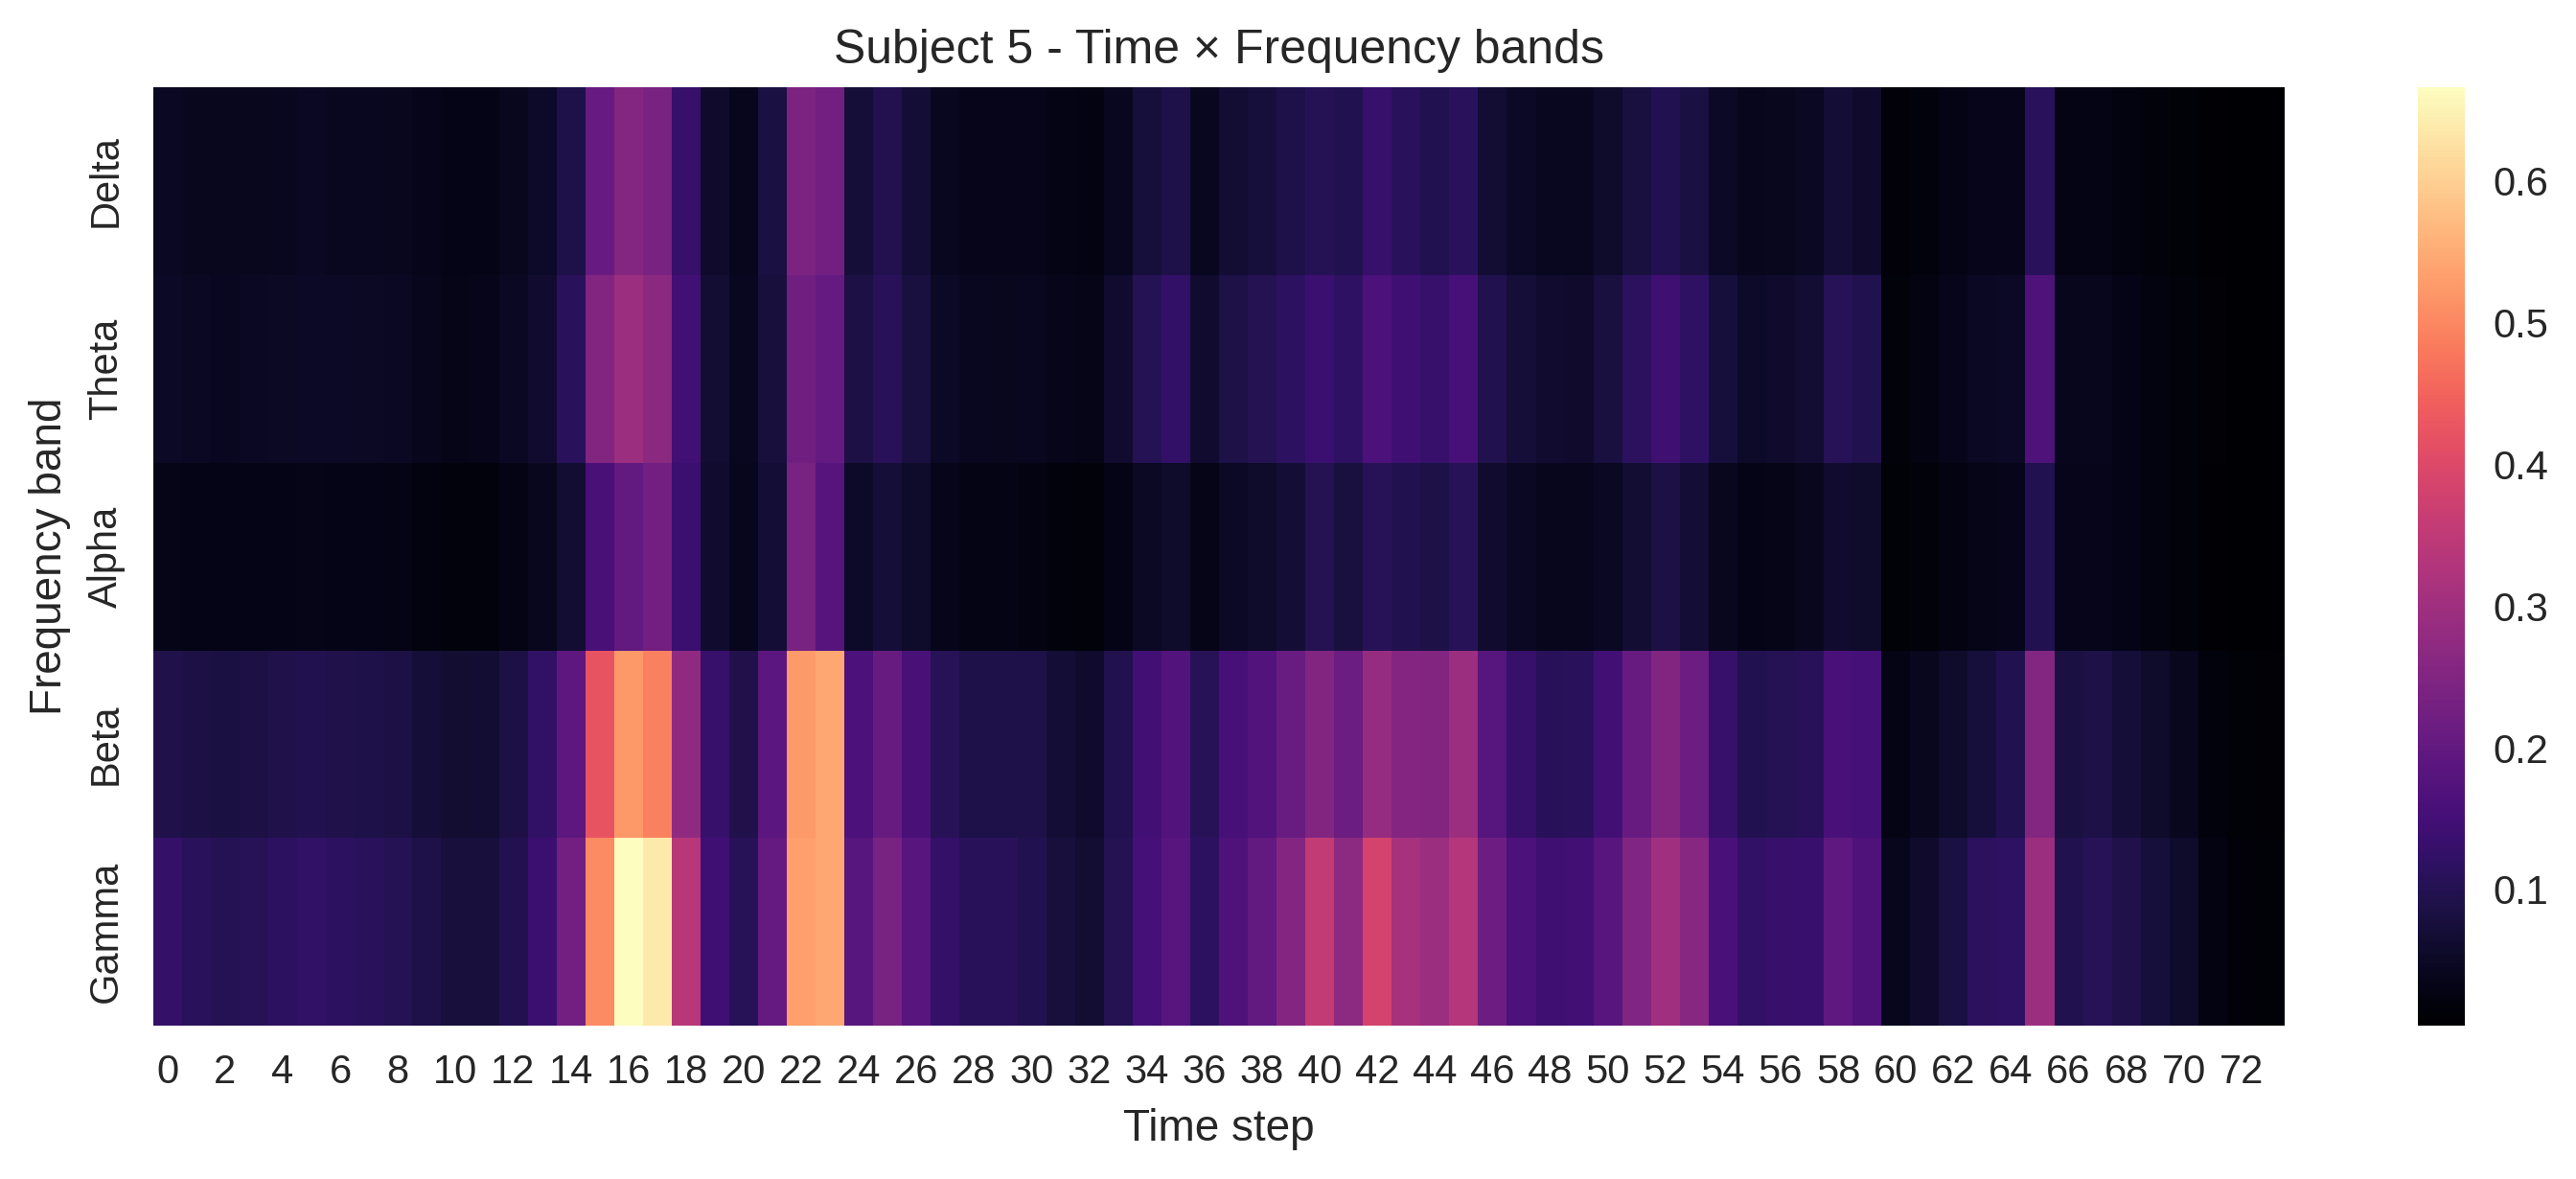 Subject 5 - Time × Frequency bands
Frequency band
Delta
Theta
Alpha
Beta
Gamma
0 2 4 6 8 10 12 14 16 18 20 22 24 26 28 30 32 34 36 38 40 42 44 46 48 50 52 54 56 58 60 62 64 66 68 70 72
Time step
0.6
0.5
0.4
0.3
0.2
0.1